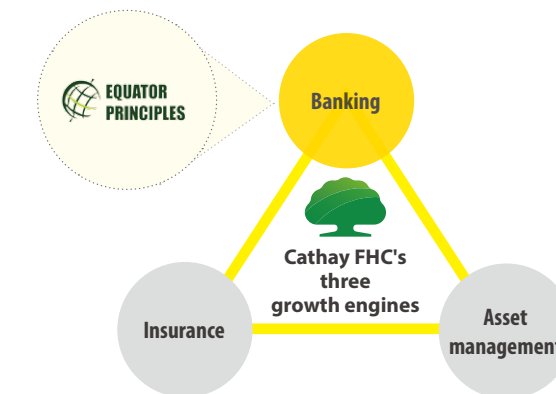 EQUATOR
PRINCIPLES
Banking
Cathay FHC's
three
growth engines
Insurance
Asset
management